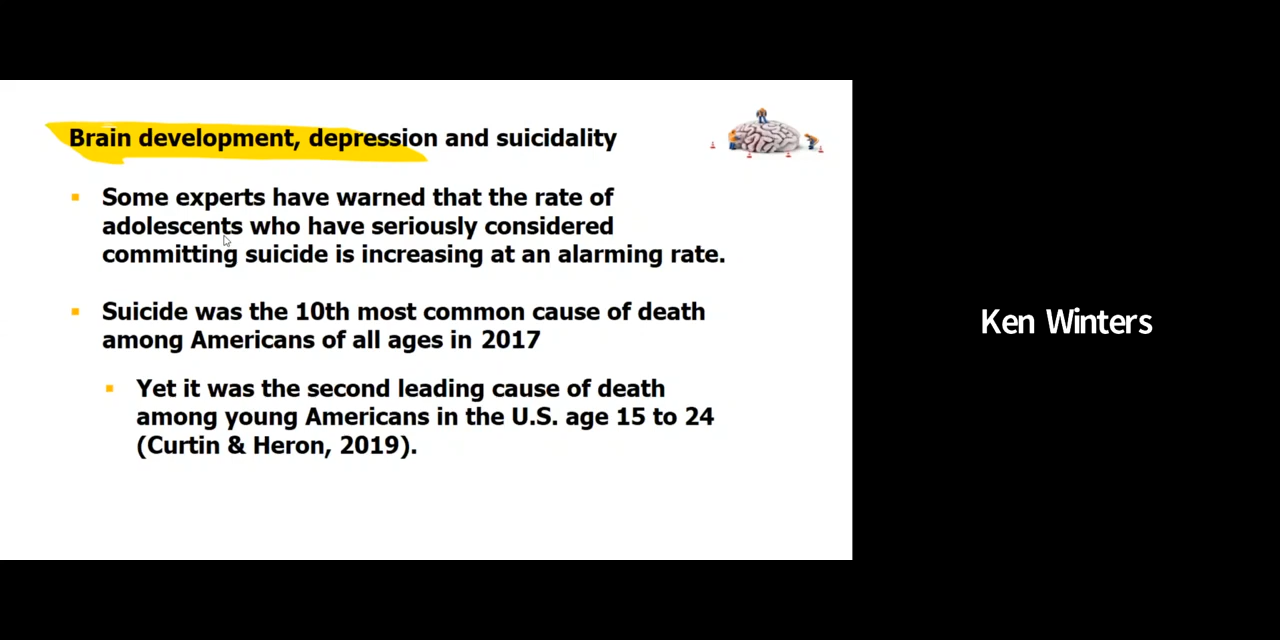 Brain development, depression and suicidality
Some experts have warned that the rate of
adolescents who have seriously considered
committing suicide is increasing at an alarming rate.
Suicide was the 10th most common cause of death
among Americans of all ages in 2017
Yet it was the second leading cause of death
among young Americans in the U.S. age 15 to 24
(Curtin & Heron, 2019).
Ken Winters